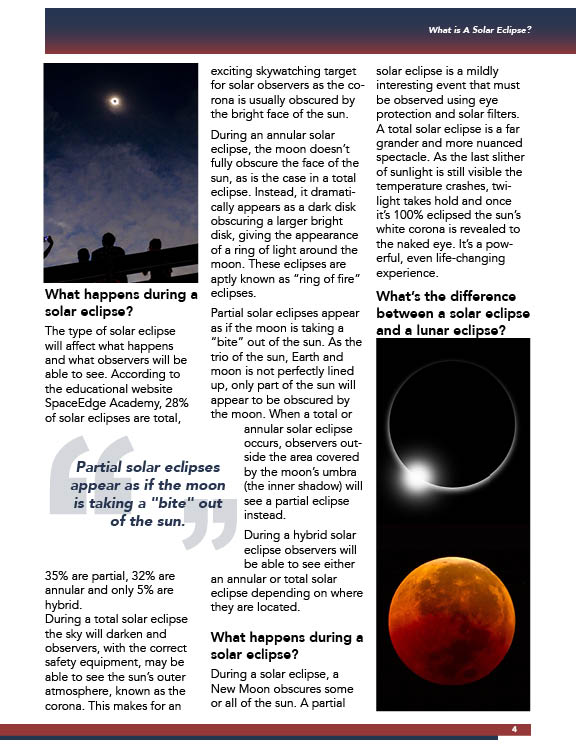 What is A Solar Eclipse?
What happens during a
solar eclipse?
The type of solar eclipse
will affect what happens
and what observers will be
able to see. According to
the educational website
SpaceEdge Academy, 28%
of solar eclipses are total,
Partial solar eclipses
appear as if the moon
is taking a "bite" out
of the sun.
35% are partial, 32% are
annular and only 5% are
hybrid.
During a total solar eclipse
the sky will darken and
observers, with the correct
safety equipment, may be
able to see the sun's outer
atmosphere, known as the
corona. This makes for an
exciting skywatching target
for solar observers as the co-
rona is usually obscured by
the bright face of the sun.
During an annular solar
eclipse, the moon doesn't
fully obscure the face of the
sun, as is the case in a total
eclipse. Instead, it dramati-
cally appears as a dark disk
obscuring a larger bright
disk, giving the appearance
of a ring of light around the
moon. These eclipses are
aptly known as "ring of fire"
eclipses.
Partial solar eclipses appear
as if the moon is taking a
"bite" out of the sun. As the
trio of the sun, Earth and
moon is not perfectly lined
up, only part of the sun will
appear to be obscured by
the moon. When a total or
annular solar eclipse
occurs, observers out-
side the area covered
by the moon's umbra
(the inner shadow) will
see a partial eclipse
instead.
During a hybrid solar
eclipse observers will
be able to see either
an annular or total solar
eclipse depending on where
they are located.
What happens during a
solar eclipse?
During a solar eclipse, a
New Moon obscures some
or all of the sun. A partial
solar eclipse is a mildly
interesting event that must
be observed using eye
protection and solar filters.
A total solar eclipse is a far
grander and more nuanced
spectacle. As the last slither
of sunlight is still visible the
temperature crashes, twi-
light takes hold and once
it's 100% eclipsed the sun's
white corona is revealed to
the naked eye. It's a pow-
erful, even life-changing
experience.
What's the difference
between a solar eclipse
and a lunar eclipse?
4